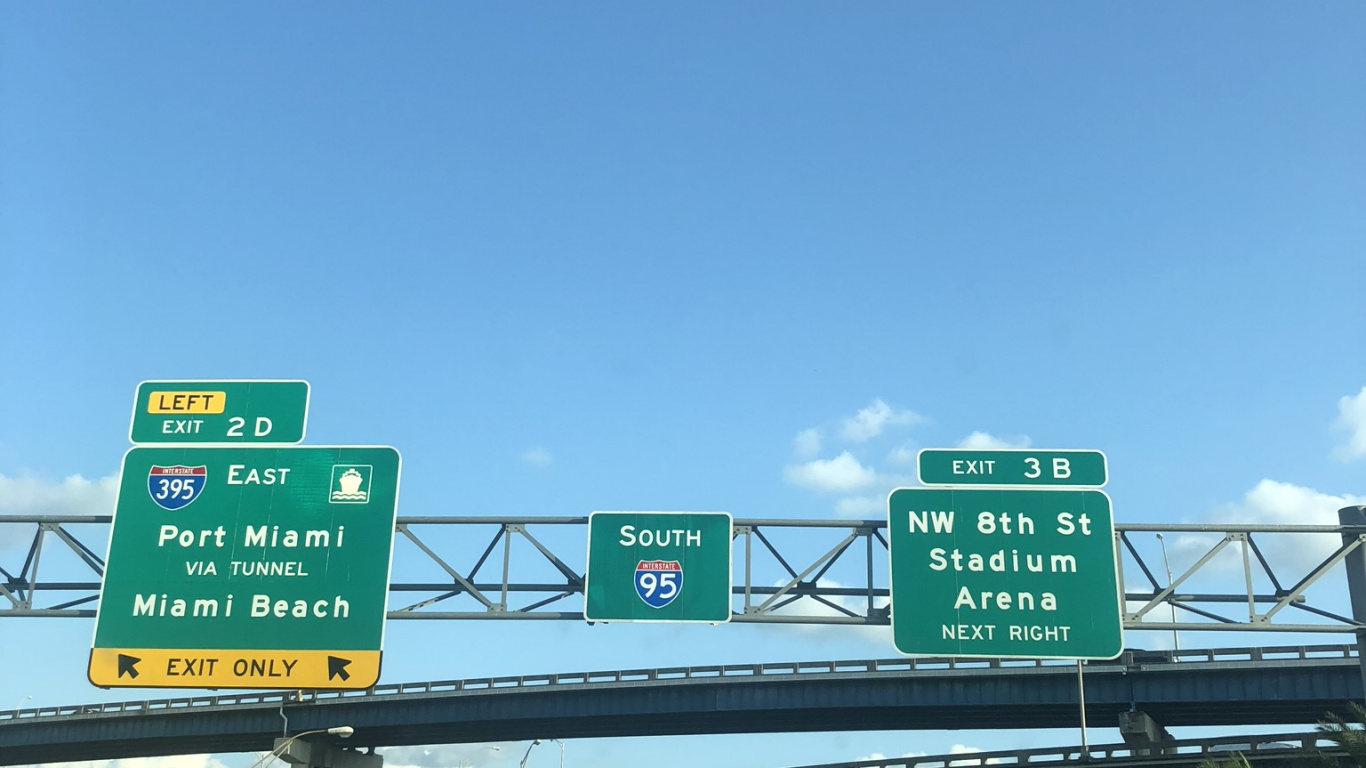 LEFT
EXIT 2 D
INTERSTATE
395
EAST
Port Miami
VIA TUNNEL
Miami Beach
EXIT ONLY
SOUTH
INTERSTATE
95
EXIT 3 B
NW 8th St
Stadium
Arena
NEXT RIGHT